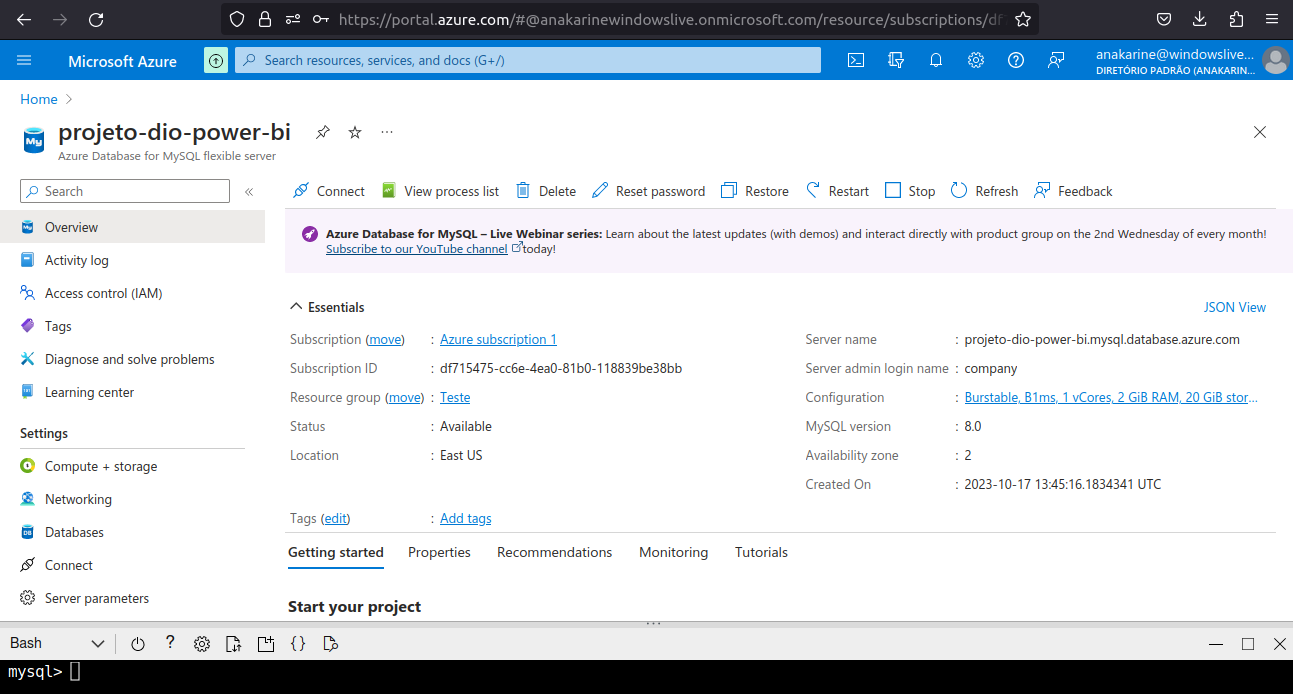 https://portal.azure.com/#@anakarinewindowslive.onmicrosoft.com/resource/subscriptions/df
Microsoft Azure
Search resources, services, and docs (G+/)
anakarine@windowslive...
DIRETÓRIO PADRÃO (ANAKARIN...
Home
projeto-dio-power-bi
Azure Database for MySQL flexible server
Search
Connect View process list Delete Reset password Restore Restart Stop Refresh Feedback
Overview
Activity log
Access control (IAM)
Tags
Diagnose and solve problems
Learning center
Settings
Compute + storage
Networking
Databases
Connect
Server parameters
Azure Database for MySQL – Live Webinar series: Learn about the latest updates (with demos) and interact directly with product group on the 2nd Wednesday of every month!
Subscribe to our YouTube channel today!
Essentials
JSON View
Subscription (move) : Azure subscription 1
Subscription ID : df715475-cc6e-4ea0-81b0-118839be38bb
Resource group (move) : Teste
Status : Available
Location : East US
Server name : projeto-dio-power-bi.mysql.database.azure.com
Server admin login name : company
Configuration : Burstable, B1ms, 1 vCores, 2 GiB RAM, 20 GiB stor...
MySQL version : 8.0
Availability zone : 2
Created On : 2023-10-17 13:45:16.1834341 UTC
Tags (edit) : Add tags
Getting started Properties Recommendations Monitoring Tutorials
Start your project
Bash
mysql>